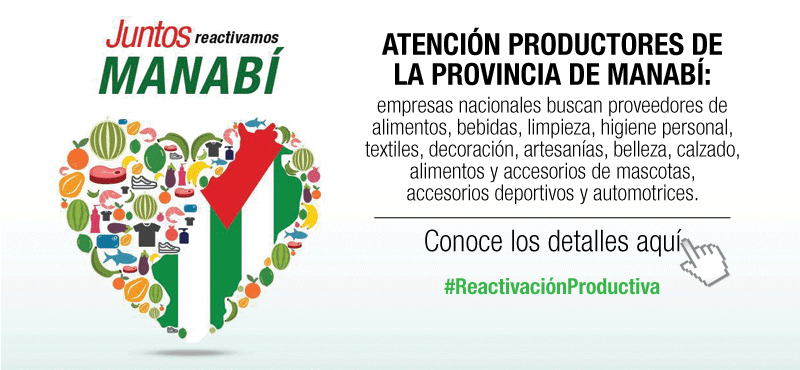 Juntos reactivamos
MANABÍ
ATENCIÓN PRODUCTORES DE
LA PROVINCIA DE MANABÍ:
empresas nacionales buscan proveedores de
alimentos, bebidas, limpieza, higiene personal,
textiles, decoración, artesanías, belleza, calzado,
alimentos y accesorios de mascotas,
accesorios deportivos y automotrices.
Conoce los detalles aquí
#ReactivaciónProductiva